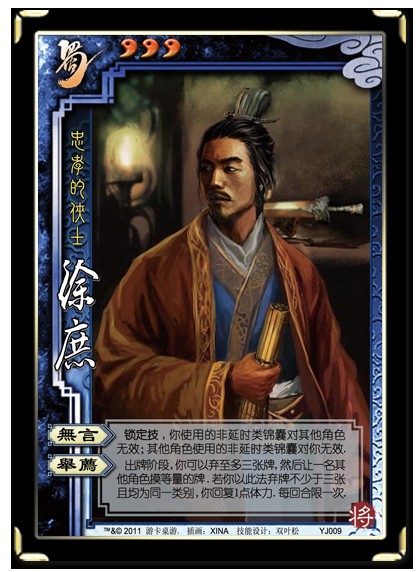 蜀
忠孝的侠士
徐庶
無言
锁定技，你使用的非延时类锦囊对其他角色
无效；其他角色使用的非延时类锦囊对你无效。
舉薦
出牌阶段，你可以弃至多三张牌，然后让一名其
他角色摸等量的牌．若你以此法弃牌不少于三张
且均为同一类别，你回复1点体力．每回合限一次．
将
™&© 2011 游卡桌游. 插画：XINA 技能设计：双叶松 YJ009